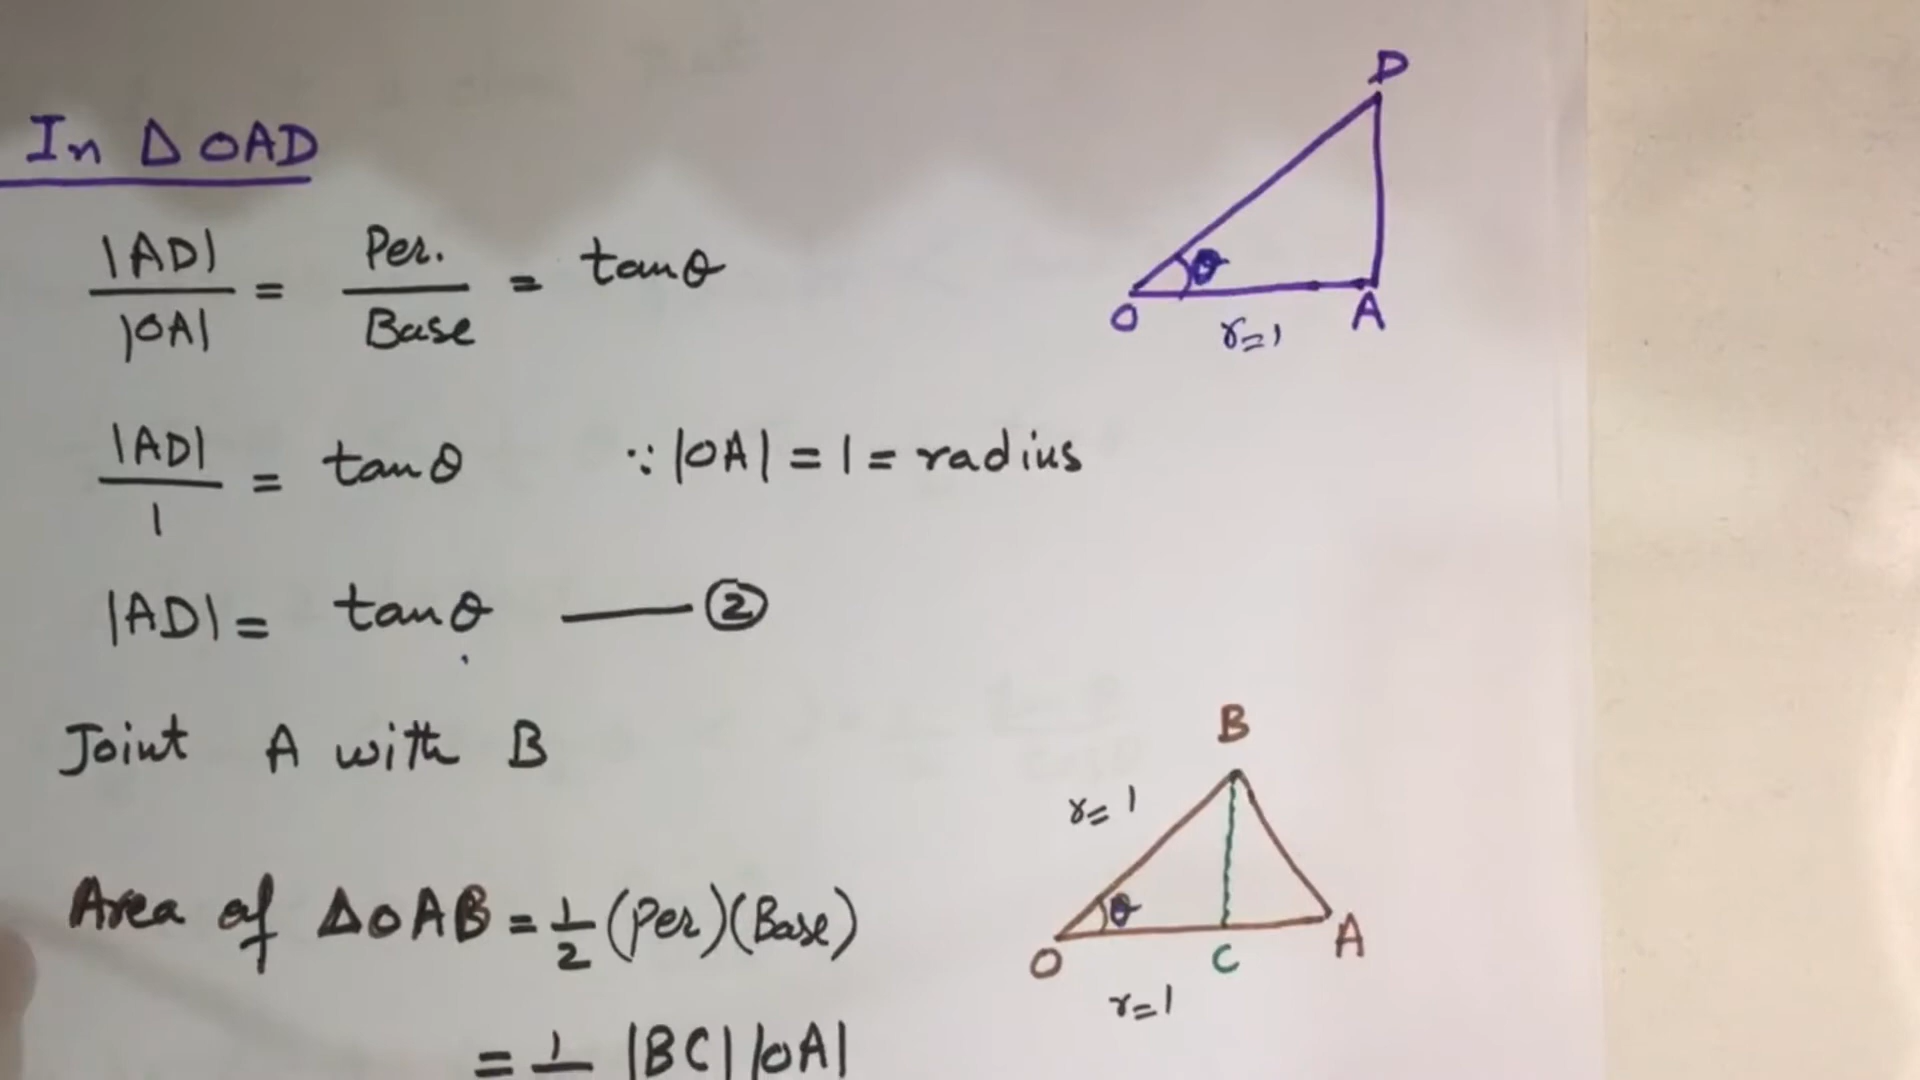 In Δ OAD
D
|AD| / |OA| = Per. / Base = tanθ
θ
O
A
r=1
|AD| / 1 = tanθ ∵ |OA| = 1 = radius
|AD| = tanθ —— ②
Joint A with B
B
r=1
Area of ΔOAB = 1/2 (Per)(Base)
θ
O
C
A
r=1
= 1 |BC| |OA|